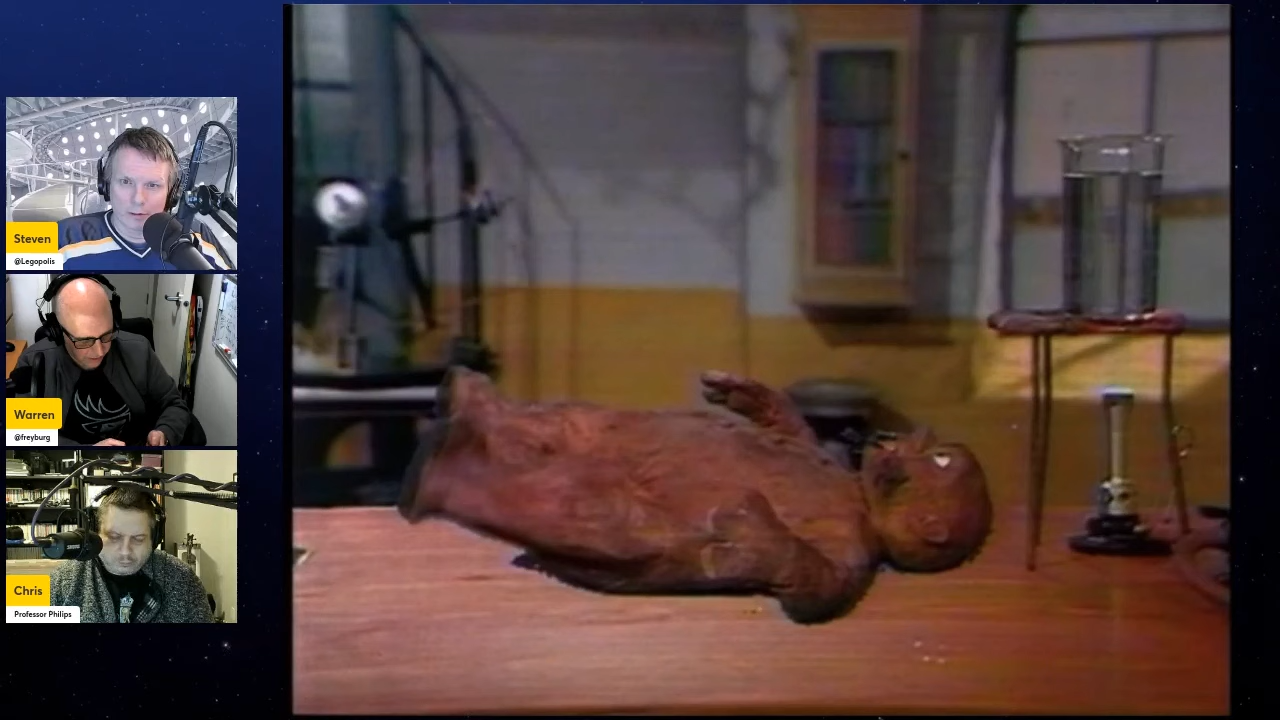 Steven
@Legopolis
Warren
@freyburg
Chris
Professor Philips